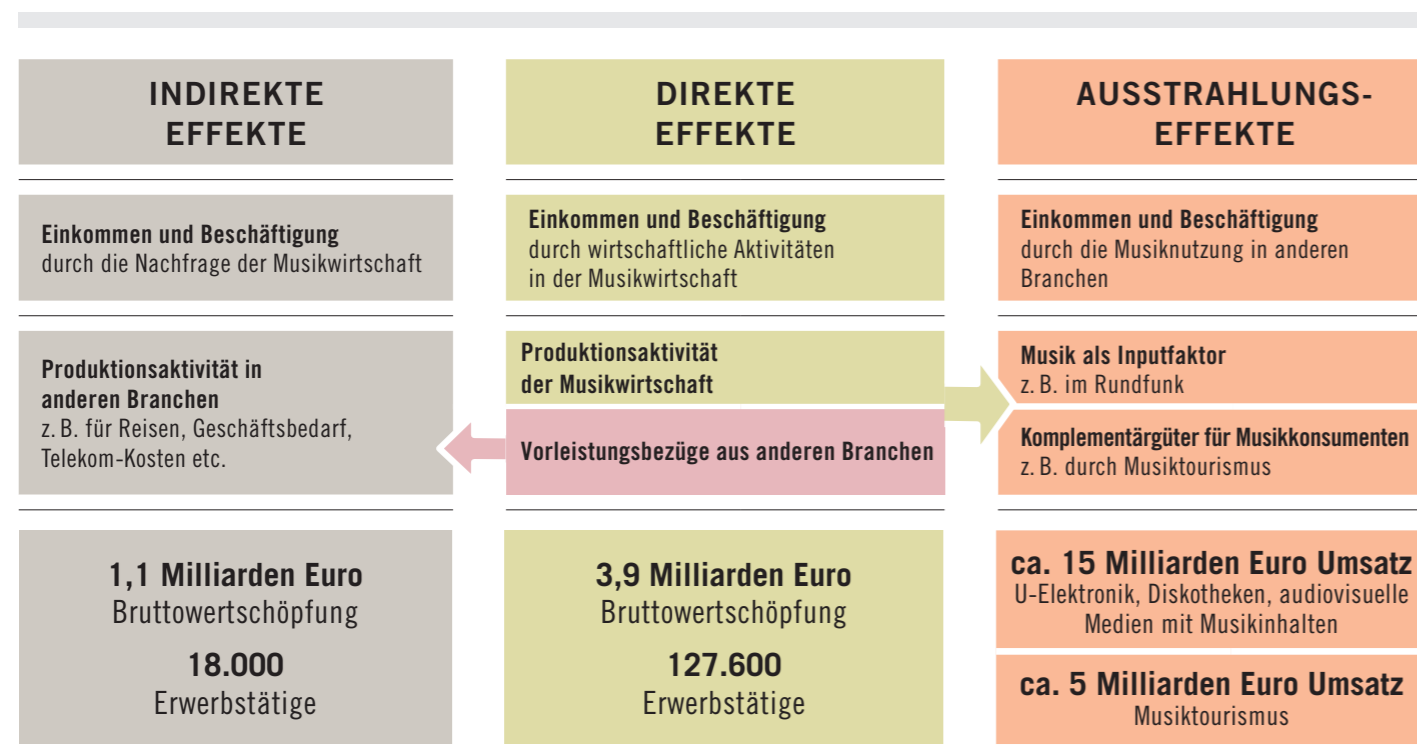 INDIREKTE
EFFEKTE
Einkommen und Beschäftigung
durch die Nachfrage der Musikwirtschaft
Produktionsaktivität in
anderen Branchen
z. B. für Reisen, Geschäftsbedarf,
Telekom-Kosten etc.
1,1 Milliarden Euro
Bruttowertschöpfung
18.000
Erwerbstätige
DIREKTE
EFFEKTE
Einkommen und Beschäftigung
durch wirtschaftliche Aktivitäten
in der Musikwirtschaft
Produktionsaktivität
der Musikwirtschaft
Vorleistungsbezüge aus anderen Branchen
3,9 Milliarden Euro
Bruttowertschöpfung
127.600
Erwerbstätige
AUSSTRAHLUNGS-
EFFEKTE
Einkommen und Beschäftigung
durch die Musiknutzung in anderen
Branchen
Musik als Inputfaktor
z. B. im Rundfunk
Komplementärgüter für Musikkonsumenten
z. B. durch Musiktourismus
ca. 15 Milliarden Euro Umsatz
U-Elektronik, Diskotheken, audiovisuelle
Medien mit Musikinhalten
ca. 5 Milliarden Euro Umsatz
Musiktourismus